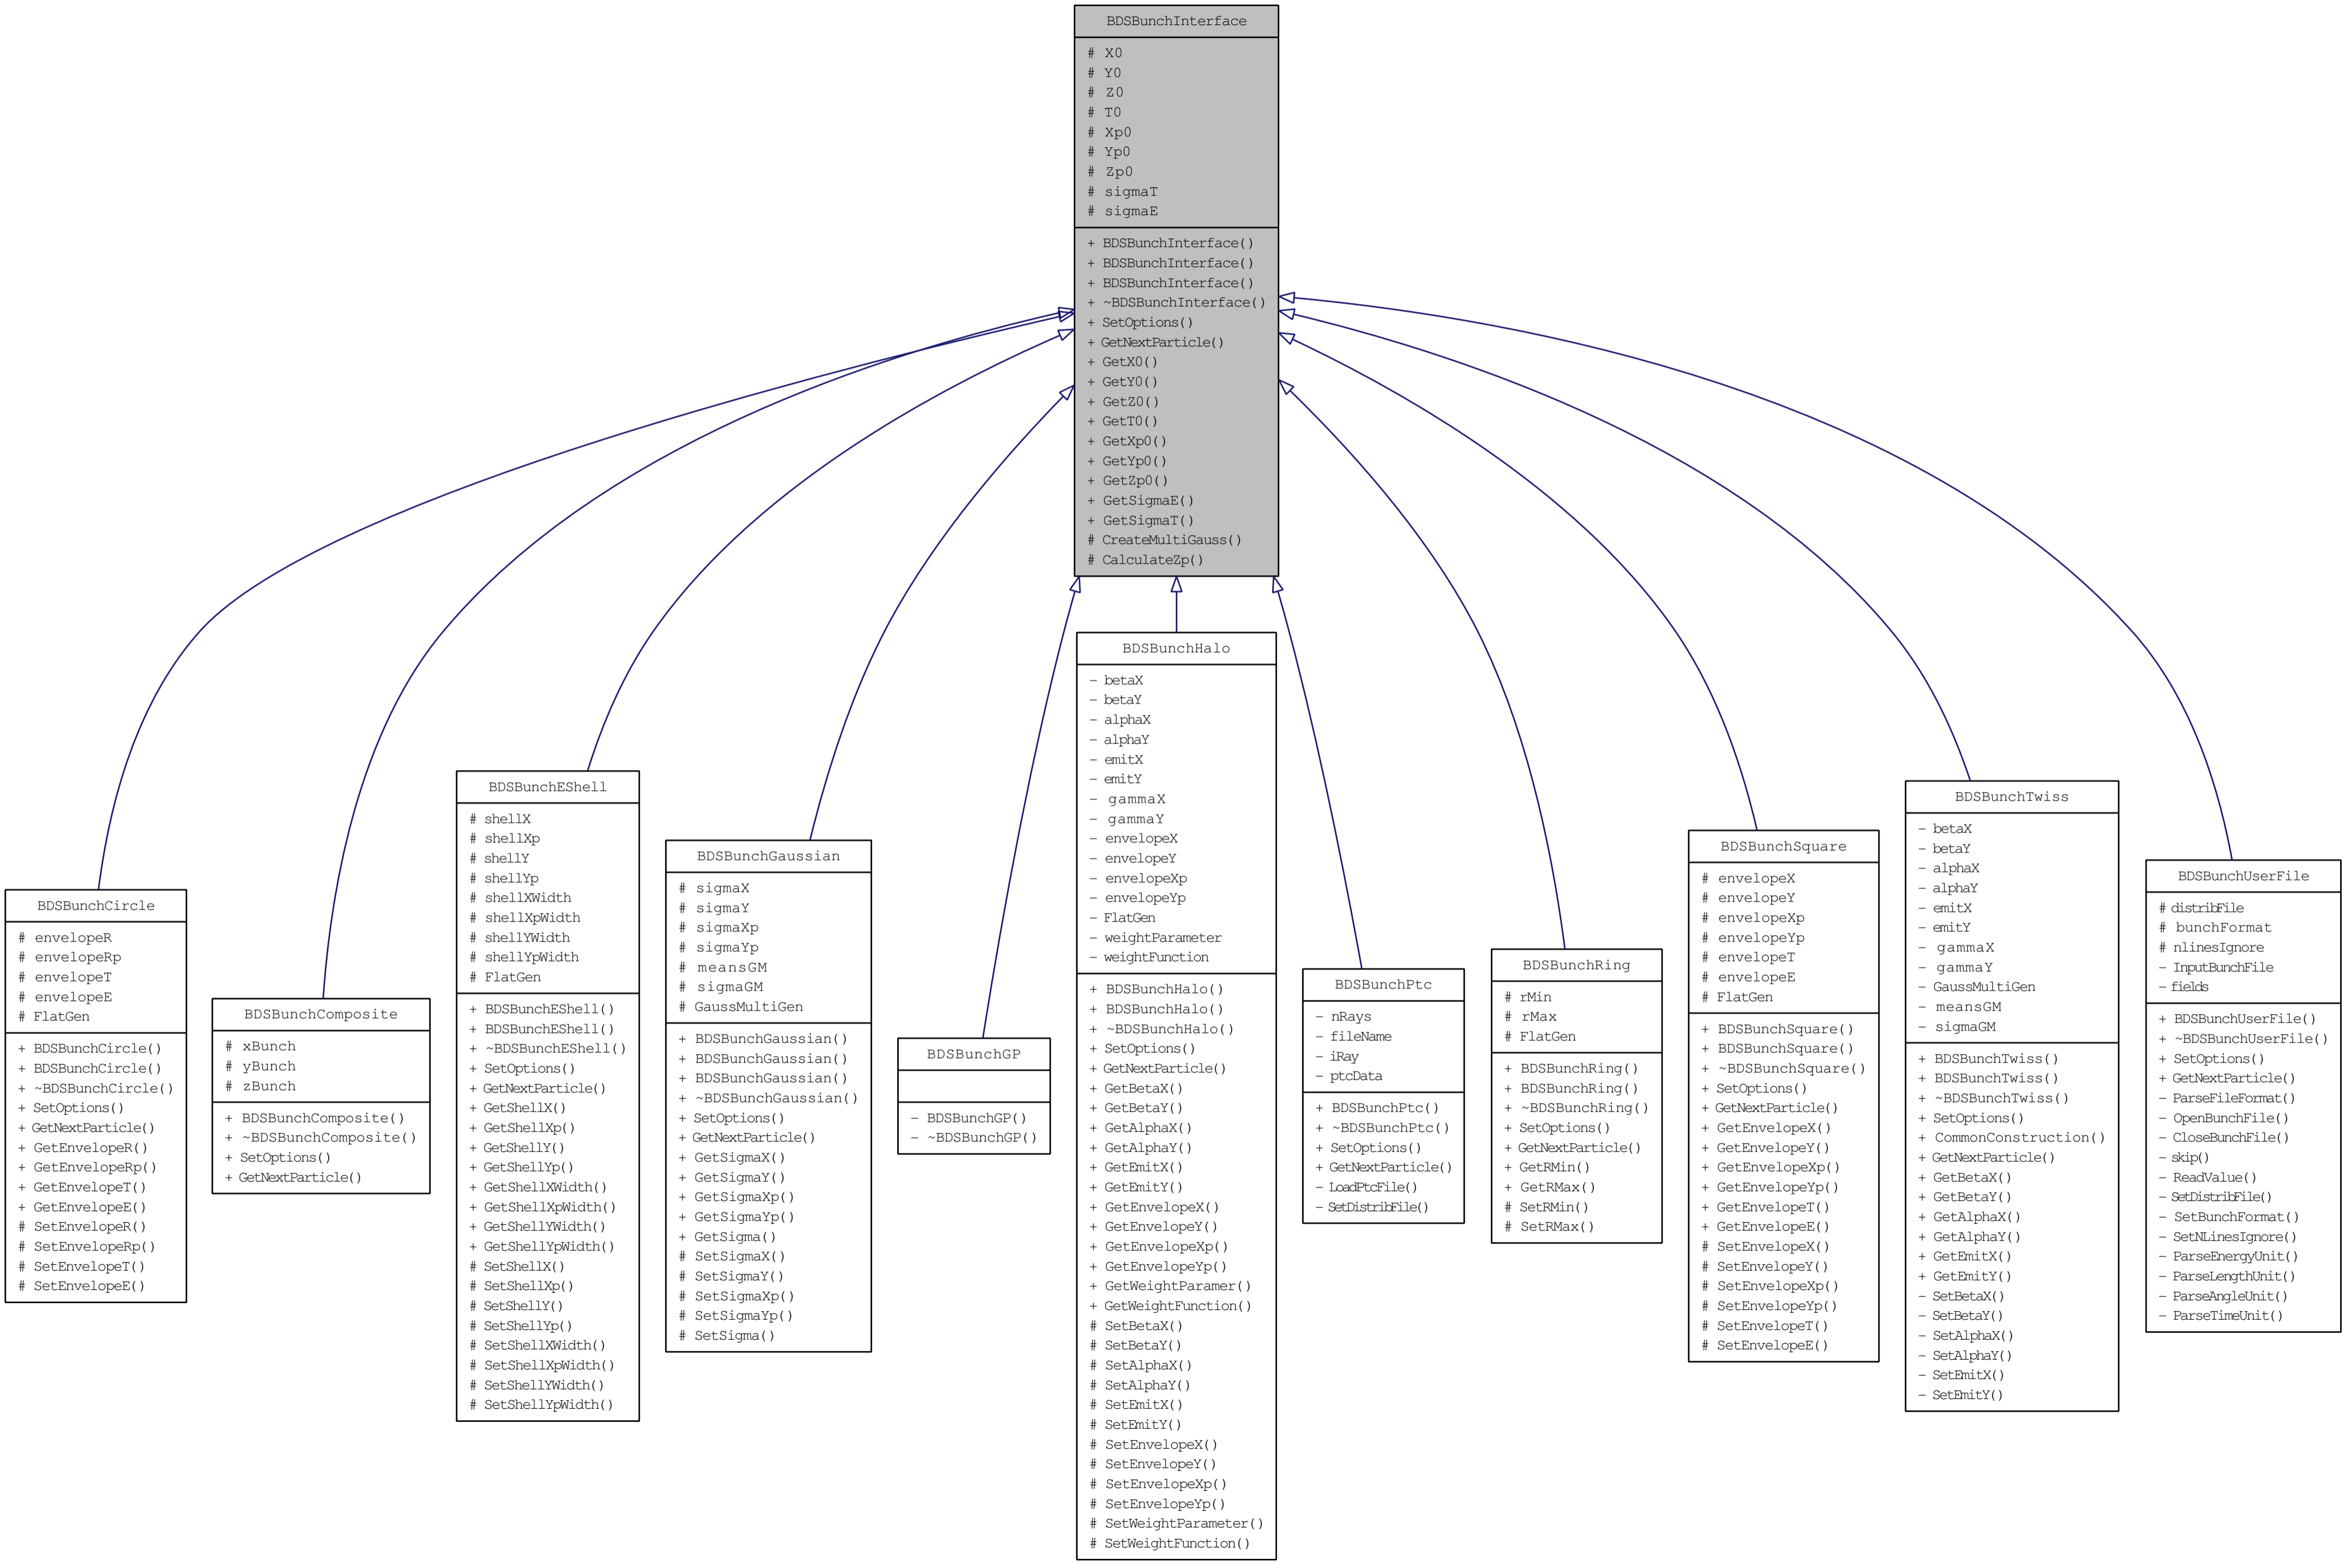 BDSBunchInterface
# X0
# Y0
# Z0
# T0
# Xp0
# Yp0
# Zp0
# sigmaT
# sigmaE
+ BDSBunchInterface()
+ BDSBunchInterface()
+ BDSBunchInterface()
+ ~BDSBunchInterface()
+ SetOptions()
+ GetNextParticle()
+ GetX0()
+ GetY0()
+ GetZ0()
+ GetT0()
+ GetXp0()
+ GetYp0()
+ GetZp0()
+ GetSigmaE()
+ GetSigmaT()
# CreateMultiGauss()
# CalculateZp()
BDSBunchCircle
# envelopeR
# envelopeRp
# envelopeT
# envelopeE
# FlatGen
+ BDSBunchCircle()
+ BDSBunchCircle()
+ ~BDSBunchCircle()
+ SetOptions()
+ GetNextParticle()
+ GetEnvelopeR()
+ GetEnvelopeRp()
+ GetEnvelopeT()
+ GetEnvelopeE()
# SetEnvelopeR()
# SetEnvelopeRp()
# SetEnvelopeT()
# SetEnvelopeE()
BDSBunchComposite
# xBunch
# yBunch
# zBunch
+ BDSBunchComposite()
+ ~BDSBunchComposite()
+ SetOptions()
+ GetNextParticle()
BDSBunchEShell
# shellX
# shellXp
# shellY
# shellYp
# shellXWidth
# shellXpWidth
# shellYWidth
# shellYpWidth
# FlatGen
+ BDSBunchEShell()
+ BDSBunchEShell()
+ ~BDSBunchEShell()
+ SetOptions()
+ GetNextParticle()
+ GetShellX()
+ GetShellXp()
+ GetShellY()
+ GetShellYp()
+ GetShellXWidth()
+ GetShellXpWidth()
+ GetShellYWidth()
+ GetShellYpWidth()
# SetShellX()
# SetShellXp()
# SetShellY()
# SetShellYp()
# SetShellXWidth()
# SetShellXpWidth()
# SetShellYWidth()
# SetShellYpWidth()
BDSBunchGaussian
# sigmaX
# sigmaY
# sigmaXp
# sigmaYp
# meansGM
# sigmaGM
# GaussMultiGen
+ BDSBunchGaussian()
+ BDSBunchGaussian()
+ BDSBunchGaussian()
+ ~BDSBunchGaussian()
+ SetOptions()
+ GetNextParticle()
+ GetSigmaX()
+ GetSigmaY()
+ GetSigmaXp()
+ GetSigmaYp()
+ GetSigma()
# SetSigmaX()
# SetSigmaY()
# SetSigmaXp()
# SetSigmaYp()
# SetSigma()
BDSBunchGP
- BDSBunchGP()
- ~BDSBunchGP()
BDSBunchHalo
- betaX
- betaY
- alphaX
- alphaY
- emitX
- emitY
- gammaX
- gammaY
- envelopeX
- envelopeY
- envelopeXp
- envelopeYp
- FlatGen
- weightParameter
- weightFunction
+ BDSBunchHalo()
+ BDSBunchHalo()
+ ~BDSBunchHalo()
+ SetOptions()
+ GetNextParticle()
+ GetBetaX()
+ GetBetaY()
+ GetAlphaX()
+ GetAlphaY()
+ GetEmitX()
+ GetEmitY()
+ GetEnvelopeX()
+ GetEnvelopeY()
+ GetEnvelopeXp()
+ GetEnvelopeYp()
+ GetWeightParamer()
+ GetWeightFunction()
# SetBetaX()
# SetBetaY()
# SetAlphaX()
# SetAlphaY()
# SetEmitX()
# SetEmitY()
# SetEnvelopeX()
# SetEnvelopeY()
# SetEnvelopeXp()
# SetEnvelopeYp()
# SetWeightParameter()
# SetWeightFunction()
BDSBunchPtc
- nRays
- fileName
- iRay
- ptcData
+ BDSBunchPtc()
+ ~BDSBunchPtc()
+ SetOptions()
+ GetNextParticle()
- LoadPtcFile()
- SetDistribFile()
BDSBunchRing
# rMin
# rMax
# FlatGen
+ BDSBunchRing()
+ BDSBunchRing()
+ ~BDSBunchRing()
+ SetOptions()
+ GetNextParticle()
+ GetRMin()
+ GetRMax()
# SetRMin()
# SetRMax()
BDSBunchSquare
# envelopeX
# envelopeY
# envelopeXp
# envelopeYp
# envelopeT
# envelopeE
# FlatGen
+ BDSBunchSquare()
+ BDSBunchSquare()
+ ~BDSBunchSquare()
+ SetOptions()
+ GetNextParticle()
+ GetEnvelopeX()
+ GetEnvelopeY()
+ GetEnvelopeXp()
+ GetEnvelopeYp()
+ GetEnvelopeT()
+ GetEnvelopeE()
# SetEnvelopeX()
# SetEnvelopeY()
# SetEnvelopeXp()
# SetEnvelopeYp()
# SetEnvelopeT()
# SetEnvelopeE()
BDSBunchTwiss
- betaX
- betaY
- alphaX
- alphaY
- emitX
- emitY
- gammaX
- gammaY
- GaussMultiGen
- meansGM
- sigmaGM
+ BDSBunchTwiss()
+ BDSBunchTwiss()
+ ~BDSBunchTwiss()
+ SetOptions()
+ CommonConstruction()
+ GetNextParticle()
+ GetBetaX()
+ GetBetaY()
+ GetAlphaX()
+ GetAlphaY()
+ GetEmitX()
+ GetEmitY()
- SetBetaX()
- SetBetaY()
- SetAlphaX()
- SetAlphaY()
- SetEmitX()
- SetEmitY()
BDSBunchUserFile
# distribFile
# bunchFormat
# nlinesIgnore
- InputBunchFile
- fields
+ BDSBunchUserFile()
+ ~BDSBunchUserFile()
+ SetOptions()
+ GetNextParticle()
- ParseFileFormat()
- OpenBunchFile()
- CloseBunchFile()
- skip()
- ReadValue()
- SetDistribFile()
- SetBunchFormat()
- SetNLinesIgnore()
- ParseEnergyUnit()
- ParseLengthUnit()
- ParseAngleUnit()
- ParseTimeUnit()